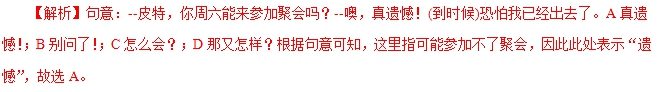 【解析】句意：--皮特，你周六能来参加聚会吗？--噢，真遗憾！(到时候)恐怕我已经出去了。A 真遗
憾!；B 别问了!；C 怎么会？；D 那又怎样？根据句意可知，这里指可能参加不了聚会，因此此处表示“遗
憾”，故选 A。